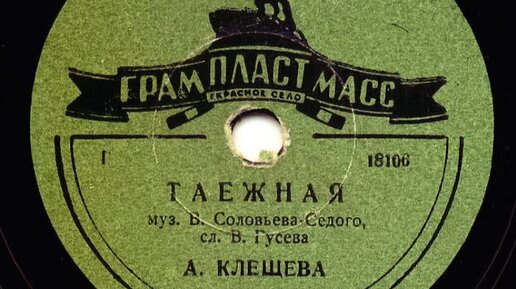 ГРАМПЛАСТМАСС
КРАСНОЕ СЕЛО
I 18106
ТАЕЖНАЯ
муз. В. Соловьева-Седого,
сл. В. Гусева
А. КЛЕЩЕВА